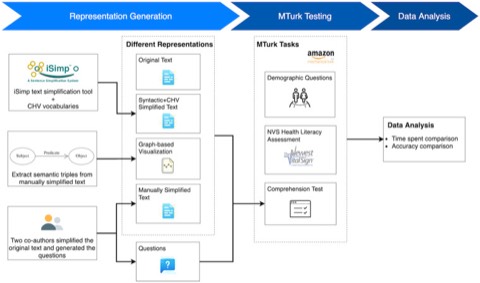 Representation Generation
MTurk Testing
Data Analysis
Different Representations
Original Text
Syntactic+CHV
Simplified Text
Graph-based
Visualization
Manually Simplified
Text
Questions
iSimp
iSimp text simplification tool
+
CHV vocabularies
Subject
Predicate
Object
Extract semantic triples from
manually simplified text
Two co-authors simplified the
original text and generated the
questions
MTurk Tasks
amazon
Demographic Questions
NVS Health Literacy
Assessment
Newest
VitalSign
Comprehension Test
Data Analysis
• Time spent comparison
• Accuracy comparison